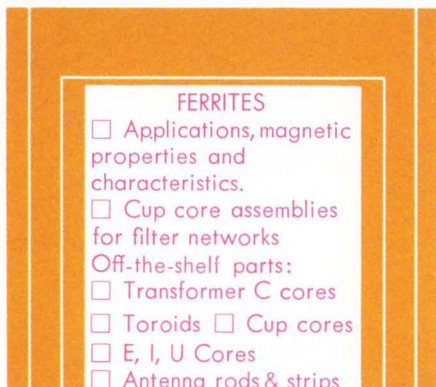 FERRITES
☐ Applications, magnetic
properties and
characteristics.
☐ Cup core assemblies
for filter networks
Off-the-shelf parts:
☐ Transformer C cores
☐ Toroids ☐ Cup cores
☐ E, I, U Cores
☐ Antenna rods & strips